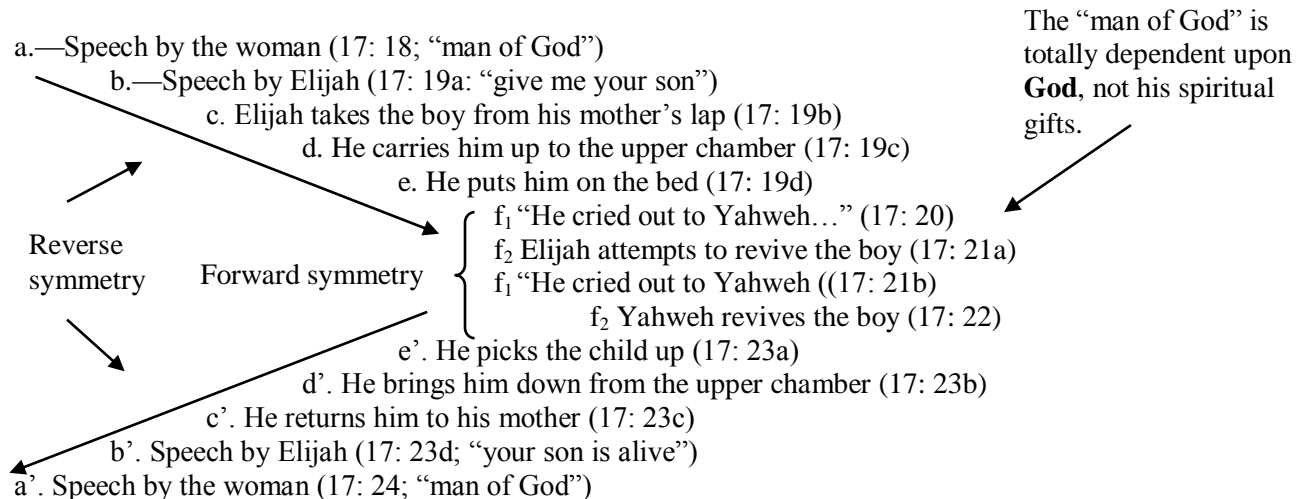 The “man of God” is
totally dependent upon
God, not his spiritual
gifts.
a.—Speech by the woman (17: 18; “man of God”)
b.—Speech by Elijah (17: 19a: “give me your son”)
c. Elijah takes the boy from his mother’s lap (17: 19b)
d. He carries him up to the upper chamber (17: 19c)
e. He puts him on the bed (17: 19d)
f₁ “He cried out to Yahweh…” (17: 20)
f₂ Elijah attempts to revive the boy (17: 21a)
f₁ “He cried out to Yahweh ((17: 21b)
f₂ Yahweh revives the boy (17: 22)
Reverse
symmetry
Forward symmetry
e’. He picks the child up (17: 23a)
d’. He brings him down from the upper chamber (17: 23b)
c’. He returns him to his mother (17: 23c)
b’. Speech by Elijah (17: 23d; “your son is alive”)
a’. Speech by the woman (17: 24; “man of God”)